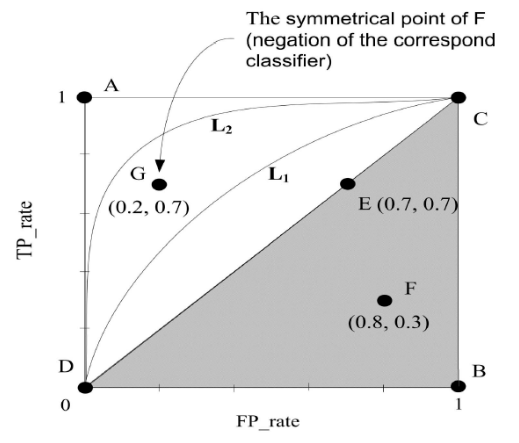 The symmetrical point of F
(negation of the correspond
classifier)
1
A
C
L2
G
L1
(0.2, 0.7)
E (0.7, 0.7)
TP_rate
F
(0.8, 0.3)
D
B
0
1
FP_rate